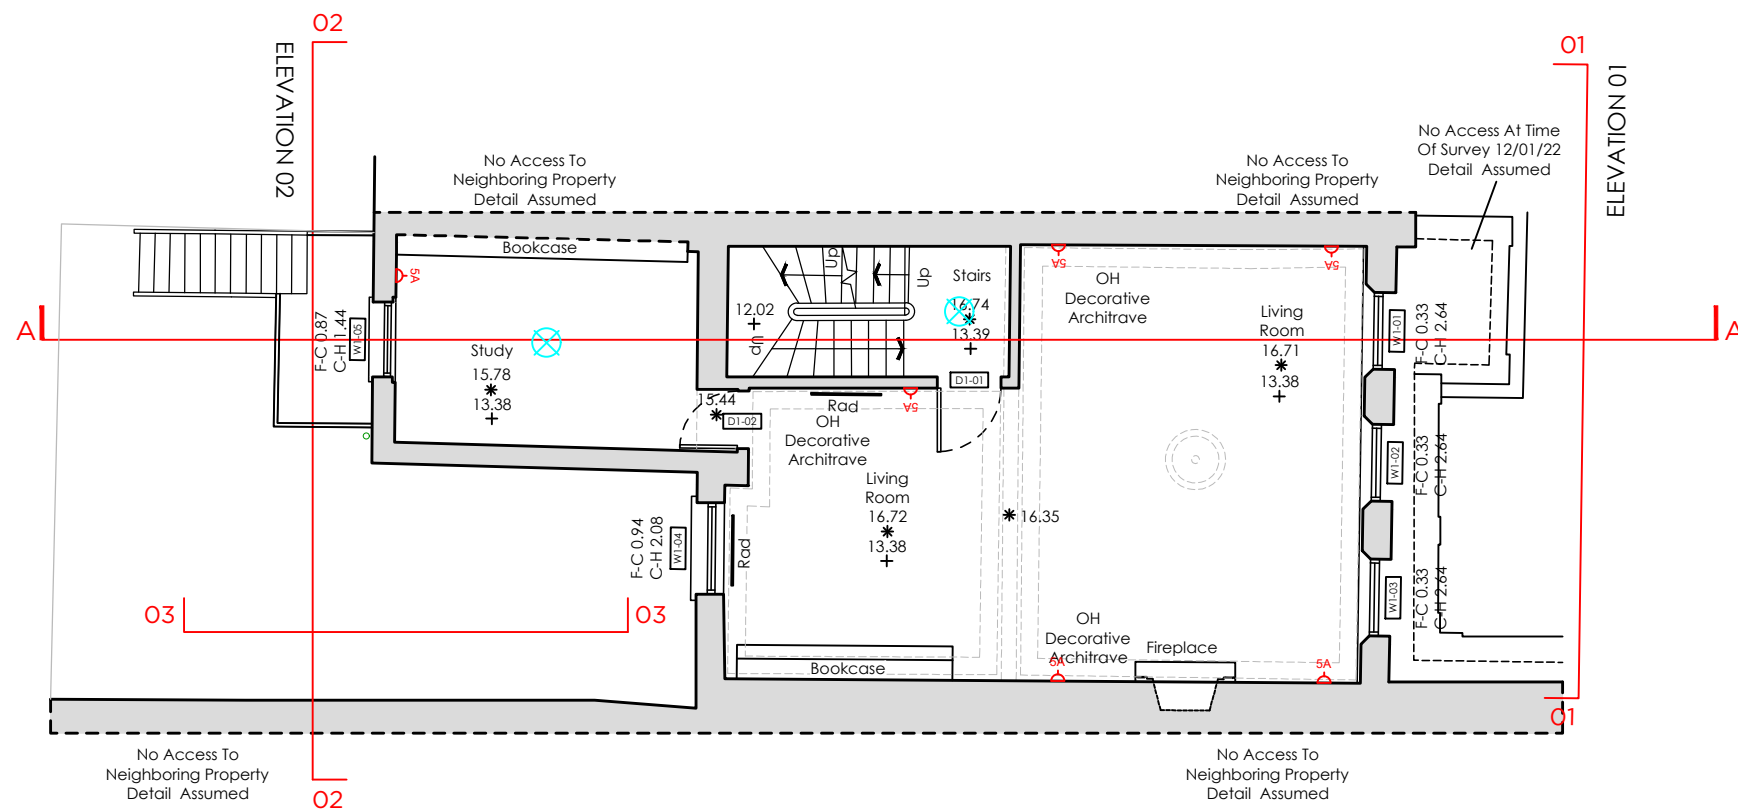 02
01
ELEVATION 02
ELEVATION 01
No Access To
Neighboring Property
Detail Assumed
No Access To
Neighboring Property
Detail Assumed
No Access At Time
Of Survey 12/01/22
Detail Assumed
Bookcase
5A
Up
Up
Stairs
16.74
13.39
12.02
Up
5A
5A
OH
Decorative
Architrave
Living
Room
16.71
13.38
A
A
F-C 0.87
C-H 1.44
W1-05
Study
15.78
13.38
W1-01
F-C 0.33
C-H 2.64
D1-01
15.44
D1-02
Rad
5A
OH
Decorative
Architrave
Living
Room
16.72
13.38
16.35
W1-02
F-C 0.33
C-H 2.64
F-C 0.94
C-H 2.08
W1-04
Rad
W1-03
F-C 0.33
C-H 2.64
03
03
OH
Decorative
Architrave
Fireplace
5A
5A
Bookcase
01
No Access To
Neighboring Property
Detail Assumed
No Access To
Neighboring Property
Detail Assumed
02